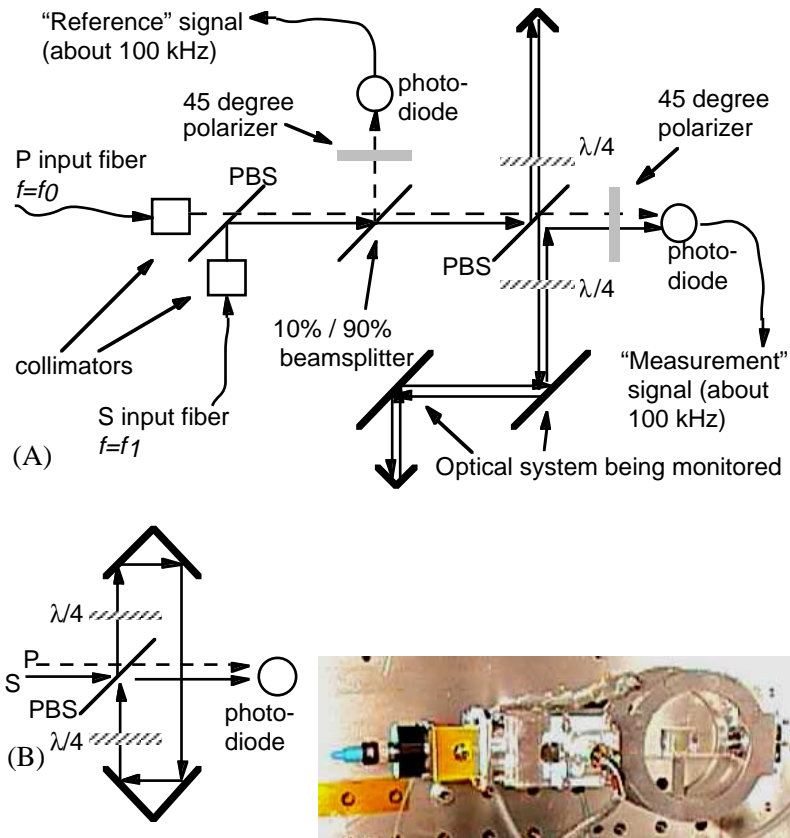 “Reference” signal
(about 100 kHz)
photo-
diode
45 degree
polarizer
45 degree
polarizer
P input fiber
f=f0
PBS
λ/4
PBS
λ/4
photo-
diode
10% / 90%
beamsplitter
collimators
S input fiber
f=f1
“Measurement”
signal (about
100 kHz)
Optical system being monitored
(A)
λ/4
P
S
PBS
λ/4
photo-
diode
(B)